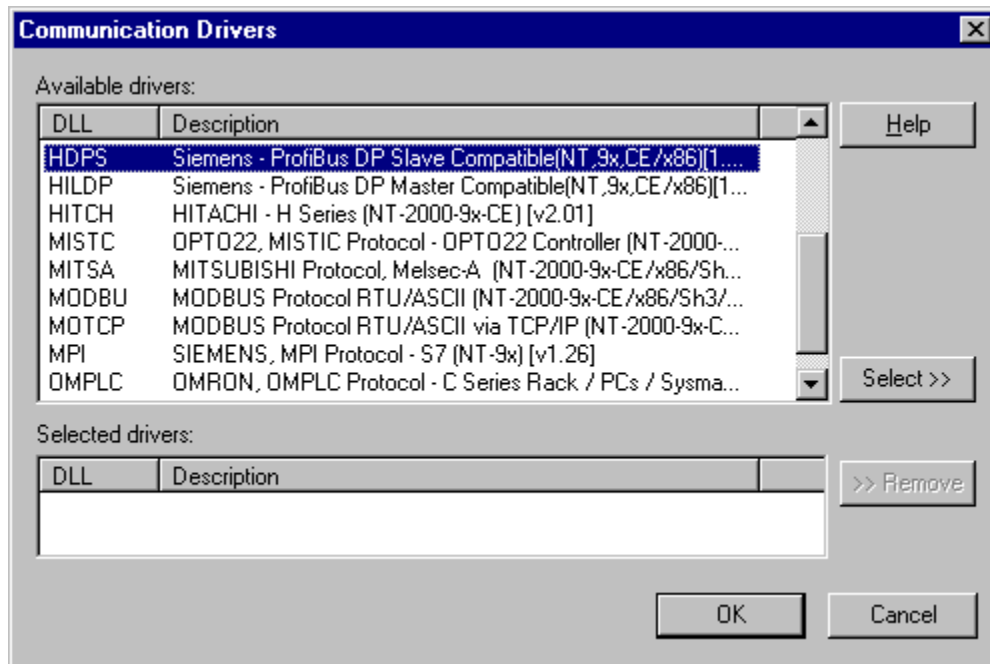 Communication Drivers
Available drivers:
DLL Description
Help
HDPS Siemens - ProfiBus DP Slave Compatible(NT,9x,CE/x86)[1....
HILDP Siemens - ProfiBus DP Master Compatible(NT,9x,CE/x86)[1...
HITCH HITACHI - H Series (NT-2000-9x-CE) [v2.01]
MISTC OPTO22, MISTIC Protocol - OPTO22 Controller (NT-2000-...
MITSA MITSUBISHI Protocol, Melsec-A (NT-2000-9x-CE/x86/Sh...
MODBU MODBUS Protocol RTU/ASCII (NT-2000-9x-CE/x86/Sh3/...
MOTCP MODBUS Protocol RTU/ASCII via TCP/IP (NT-2000-9x-C...
MPI SIEMENS, MPI Protocol - S7 (NT-9x) [v1.26]
OMPLC OMRON, OMPLC Protocol - C Series Rack / PCs / Sysma...
Select >>
Selected drivers:
DLL Description
>> Remove
OK Cancel